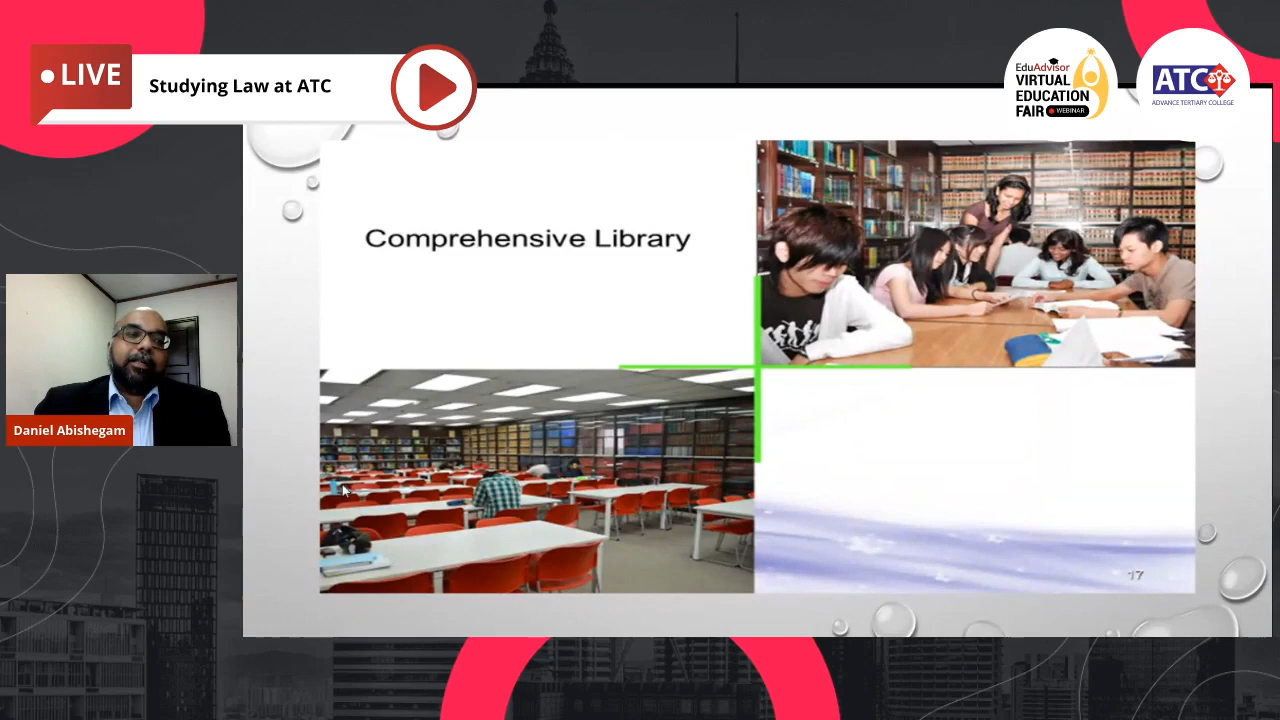 LIVE
Studying Law at ATC
EduAdvisor
VIRTUAL
EDUCATION
FAIR
WEBINAR
ATC
ADVANCE TERTIARY COLLEGE
Comprehensive Library
Daniel Abishegam
17